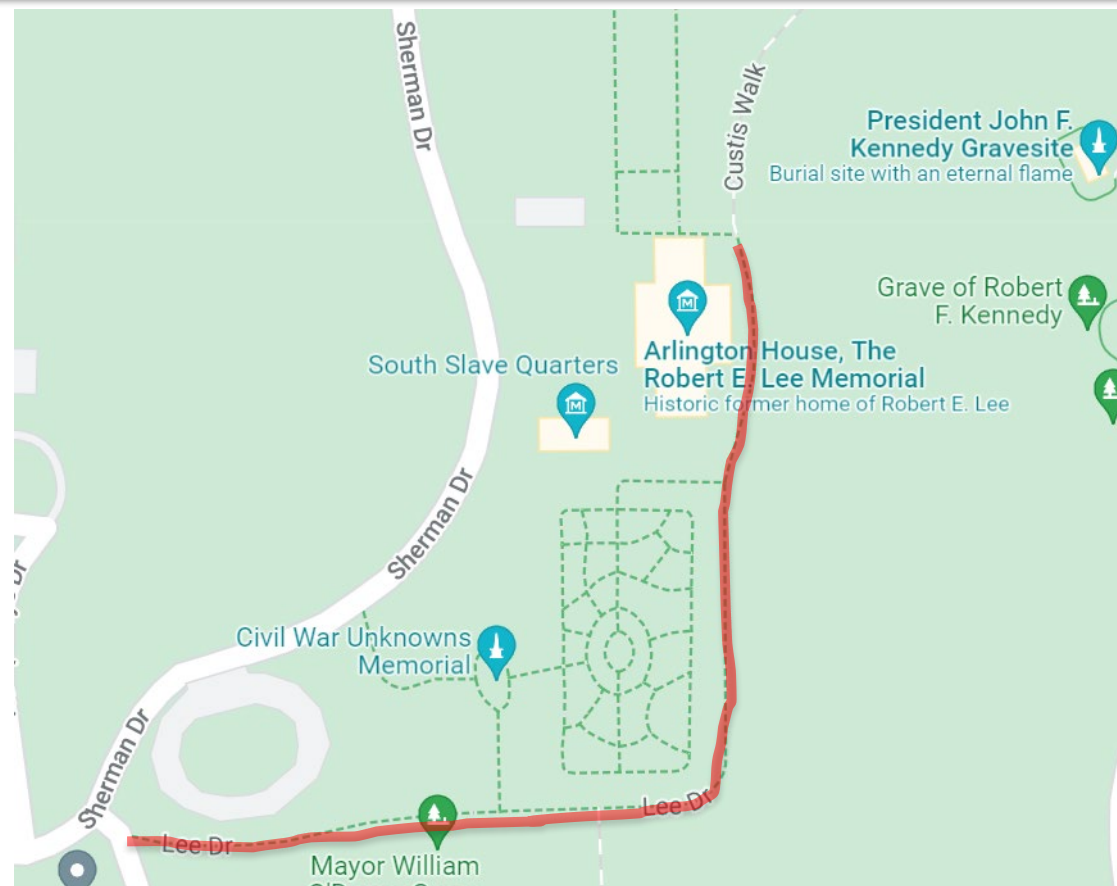 Sherman Dr
Custis Walk
President John F.
Kennedy Gravesite
Burial site with an eternal flame
Grave of Robert
F. Kennedy
South Slave Quarters
Arlington House, The
Robert E. Lee Memorial
Historic former home of Robert E. Lee
Sherman Dr
Civil War Unknowns
Memorial
Sherman Dr
Lee Dr
Lee Dr
Mayor William